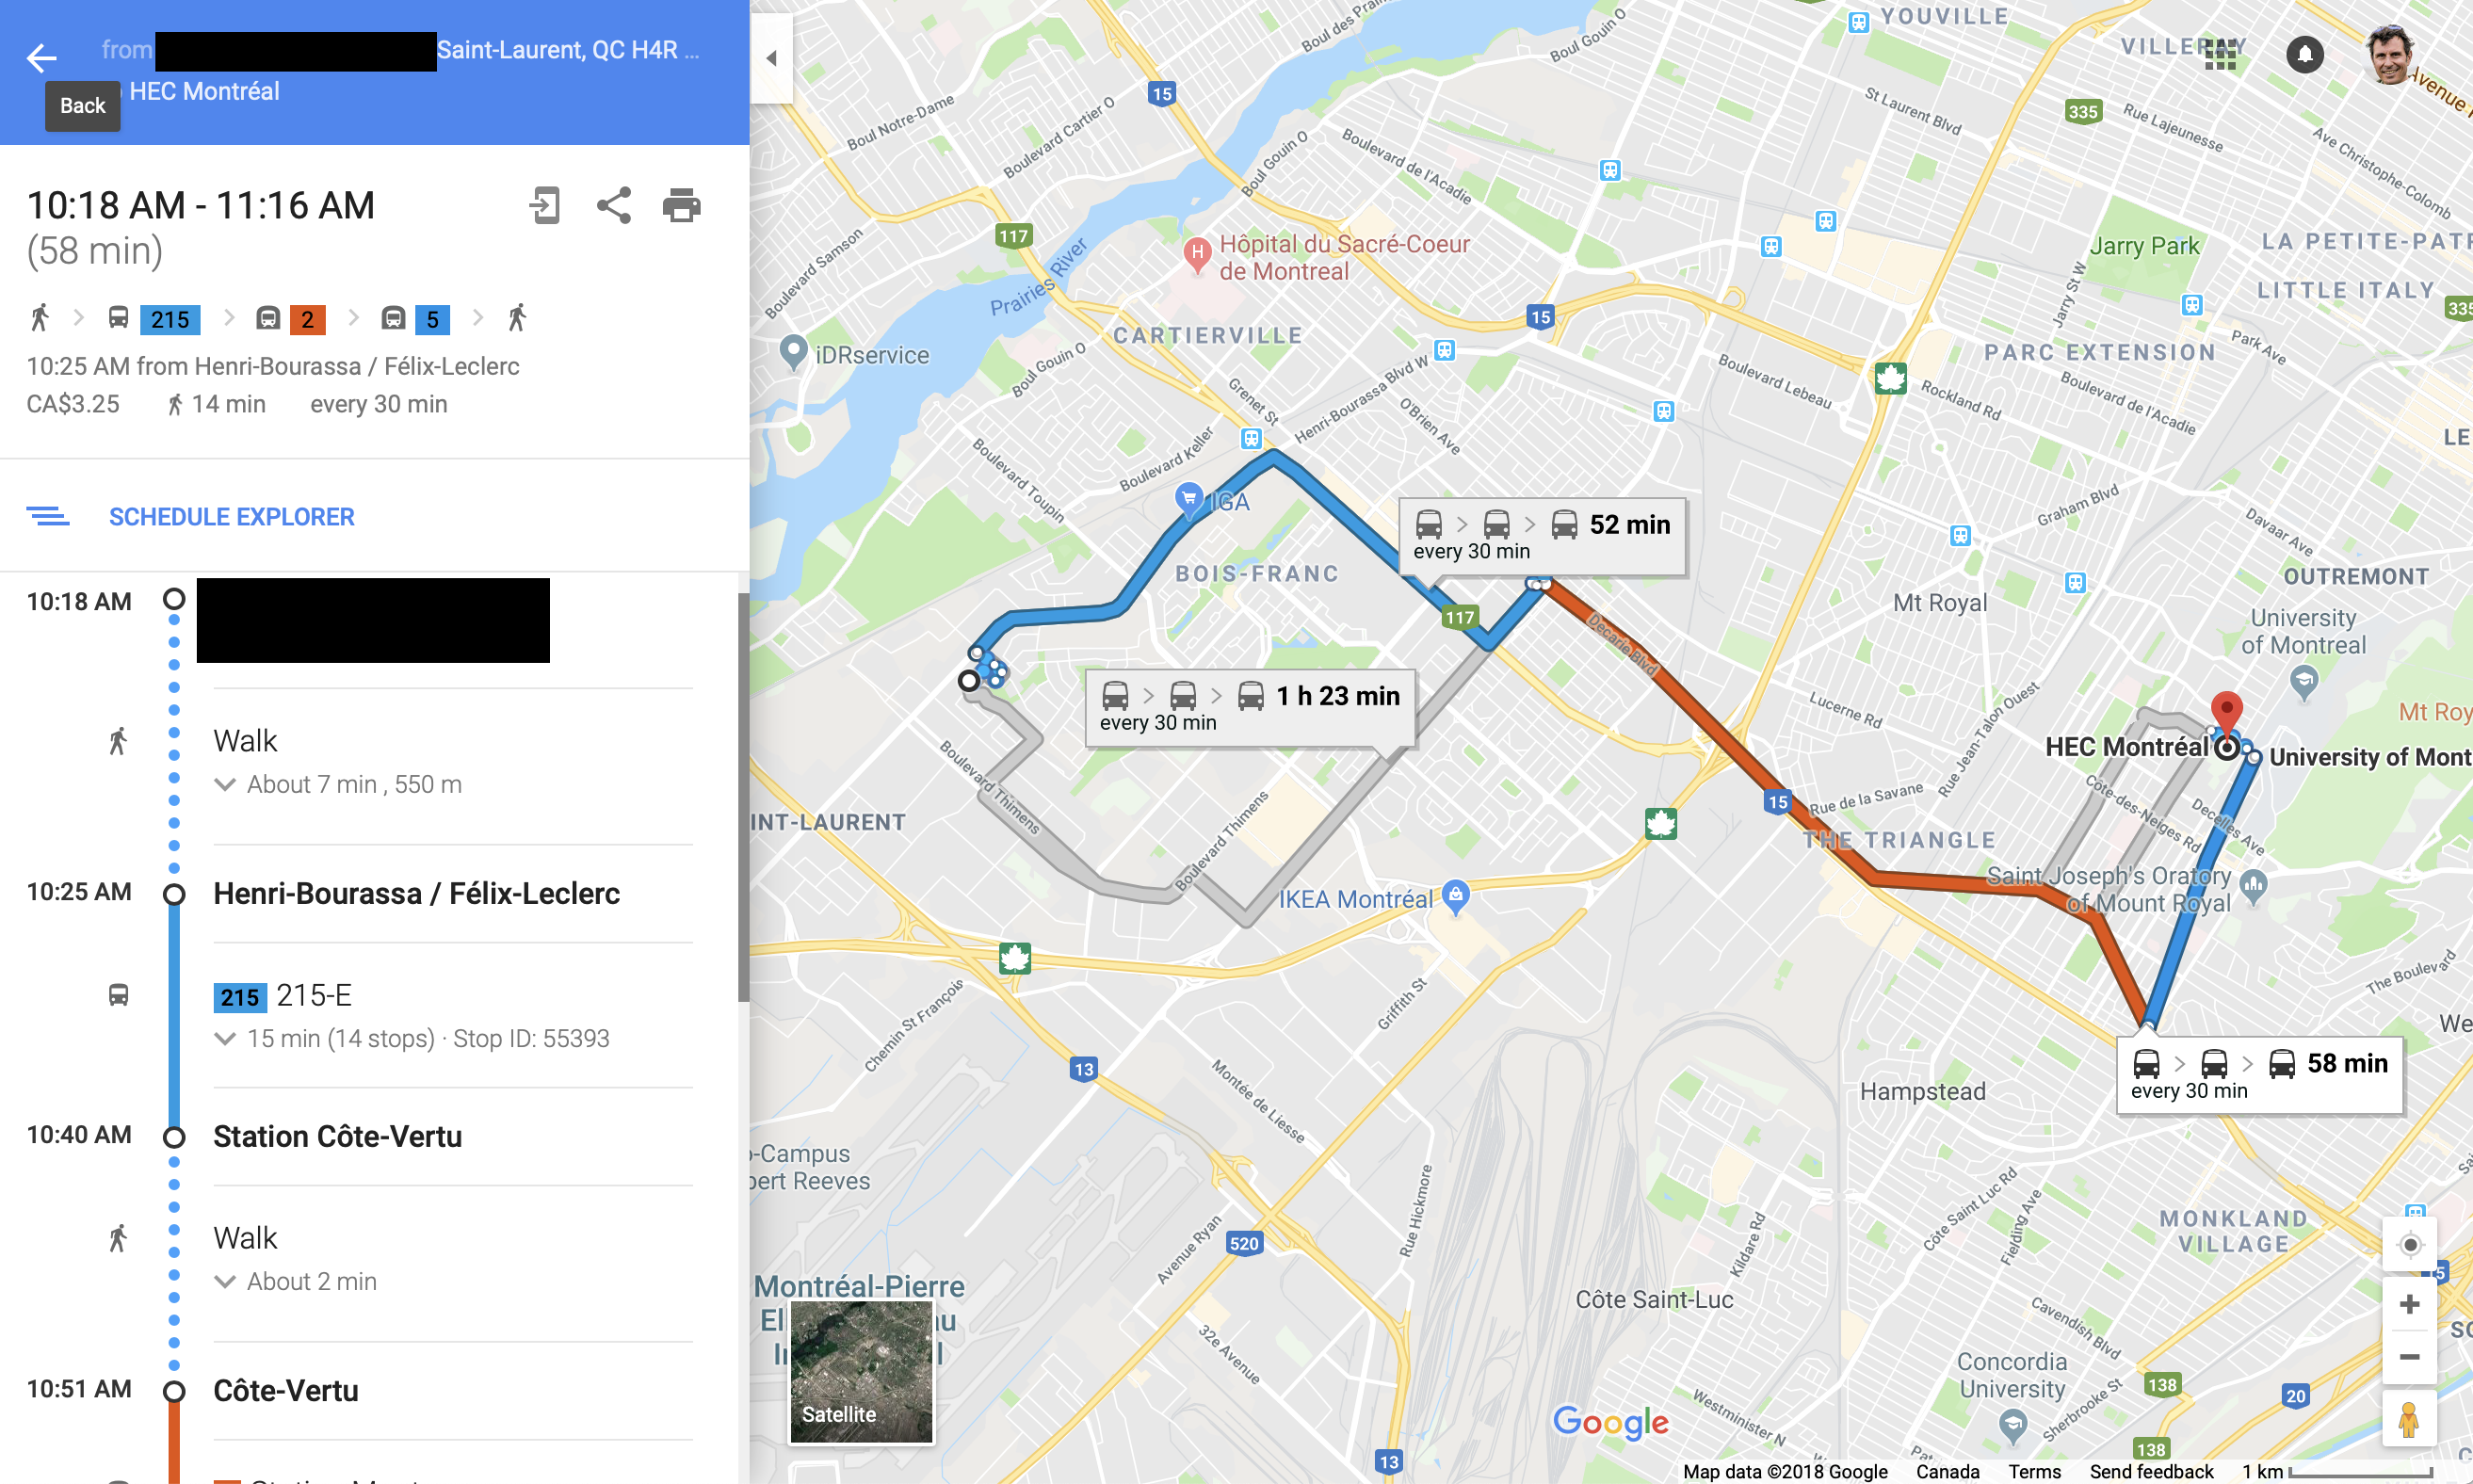 from Saint-Laurent, QC H4R ...
HEC Montréal
Back
10:18 AM - 11:16 AM
(58 min)
215 2 5
10:25 AM from Henri-Bourassa / Félix-Leclerc
CA$3.25 14 min every 30 min
SCHEDULE EXPLORER
10:18 AM
Walk
About 7 min , 550 m
10:25 AM Henri-Bourassa / Félix-Leclerc
215 215-E
15 min (14 stops) · Stop ID: 55393
10:40 AM Station Côte-Vertu
Walk
About 2 min
10:51 AM Côte-Vertu
YOUVILLE
VILLERAY
Boul Gouin O
15
Boul Notre-Dame
Boulevard Cartier O
Boul Gouin O
Boulevard de l'Acadie
St Laurent Blvd
335
Rue Lajeunesse
Ave Christophe-Colomb
117
Boulevard Samson
Prairies River
Hôpital du Sacré-Coeur
de Montreal
Jarry Park
Jarry St W
LITTLE ITALY
335
15
CARTIERVILLE
iDRservice
Boul Gouin O
Grenet St
Henri-Bourassa Blvd W
O'Brien Ave
Boulevard Lebeau
Rockland Rd
PARC EXTENSION
Park Ave
Boulevard de l'Acadie
Boulevard Toupin
Boulevard Keller
IGA
BOIS-FRANC
52 min
every 30 min
117
Decarie Blvd
Graham Blvd
Davaar Ave
OUTREMONT
Mt Royal
University
of Montreal
1 h 23 min
every 30 min
Boulevard Thimens
Boulevard Thimens
Lucerne Rd
Rue Jean-Talon Ouest
HEC Montréal
University of Mont
15
Rue de la Savane
Côte-des-Neiges Rd
Decelles Ave
THE TRIANGLE
Saint Joseph's Oratory
of Mount Royal
INT-LAURENT
IKEA Montréal
The Boulevard
Chemin St François
Griffith St
13
Montée de Liesse
58 min
every 30 min
Hampstead
-Campus
Reeves
Rue Hickmore
Avenue Ryan
520
Kildare Rd
Côte Saint Luc Rd
Fielding Ave
MONKLAND
VILLAGE
Montréal-Pierre
Côte Saint-Luc
Cavendish Blvd
32e Avenue
Satellite
Google
Concordia
University
Westminister N
Sherbrooke St
138
20
138
13
Map data ©2018 Google Canada Terms Send feedback 1 km